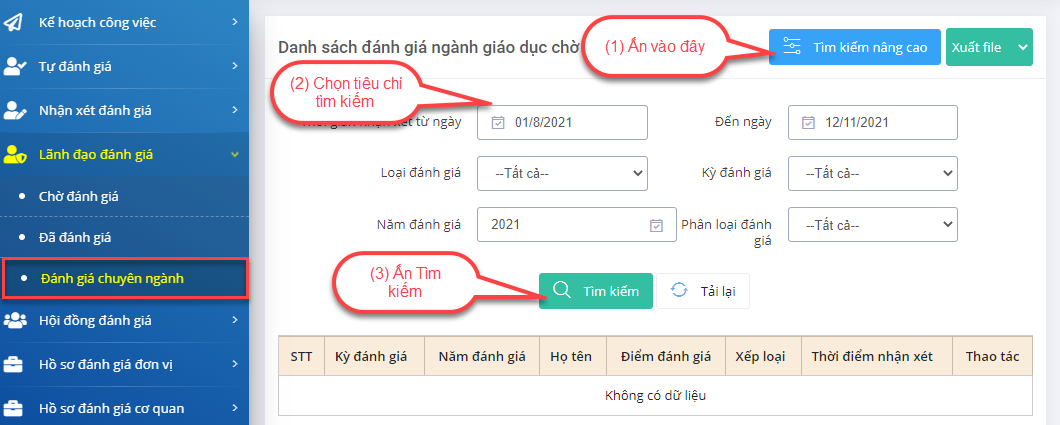 Kế hoạch công việc
Tự đánh giá
Nhận xét đánh giá
Lãnh đạo đánh giá
Chờ đánh giá
Đã đánh giá
Đánh giá chuyên ngành
Hội đồng đánh giá
Hồ sơ đánh giá đơn vị
Hồ sơ đánh giá cơ quan
Danh sách đánh giá ngành giáo dục chờ
(1) Ấn vào đây
Tìm kiếm nâng cao
Xuất file
(2) Chọn tiêu chí
tìm kiếm
nhận xét từ ngày
01/8/2021
Đến ngày
12/11/2021
Loại đánh giá
--Tất cả--
Kỳ đánh giá
--Tất cả--
Năm đánh giá
2021
Phân loại đánh
giá
--Tất cả--
(3) Ấn Tìm
kiếm
Tìm kiếm
Tải lại
STT Kỳ đánh giá Năm đánh giá Họ tên Điểm đánh giá Xếp loại Thời điểm nhận xét Thao tác
Không có dữ liệu